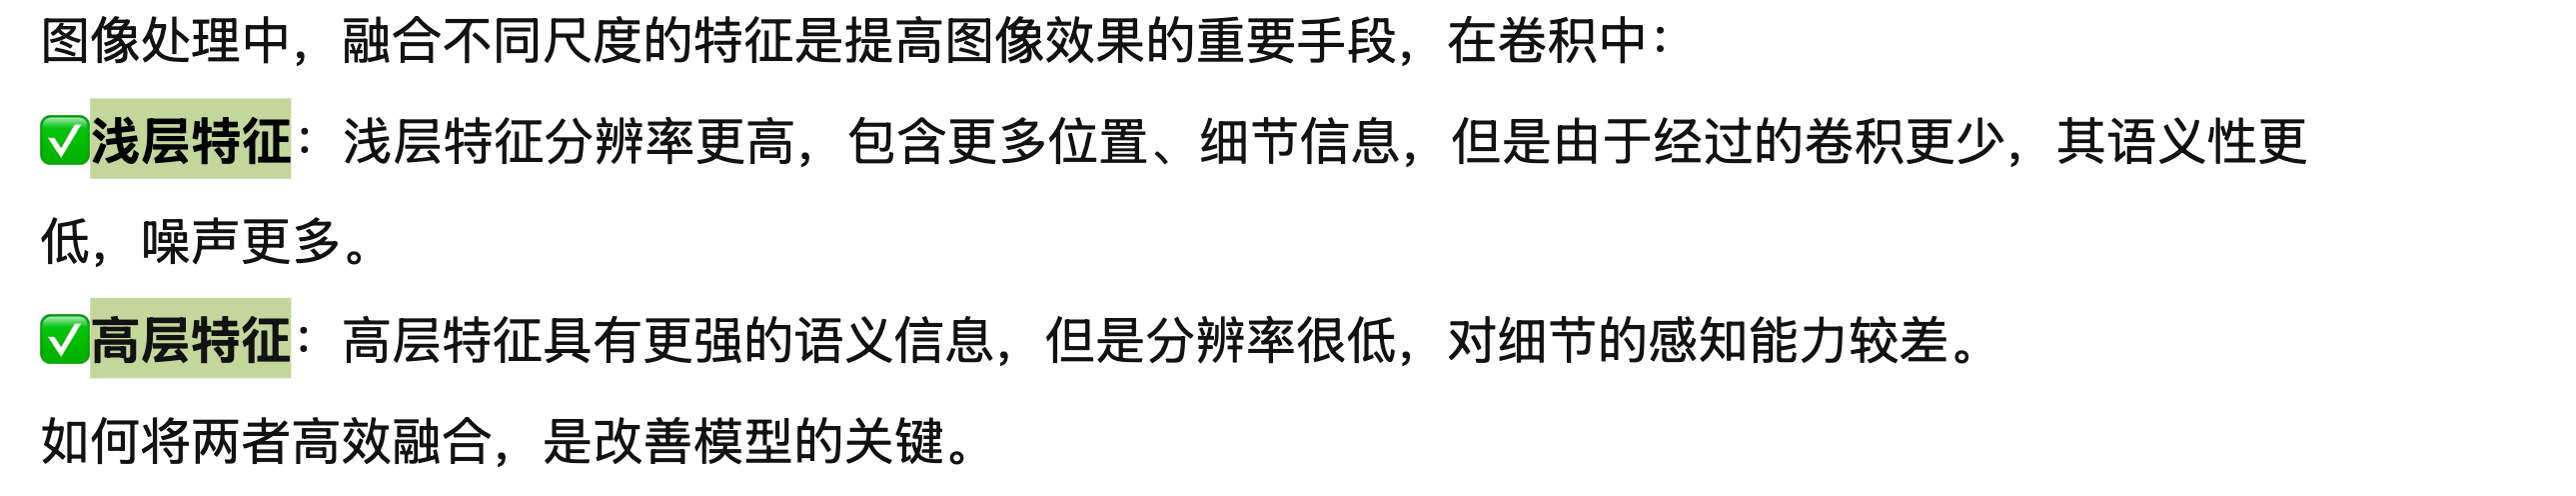 图像处理中，融合不同尺度的特征是提高图像效果的重要手段，在卷积中：
✅浅层特征：浅层特征分辨率更高，包含更多位置、细节信息，但是由于经过的卷积更少，其语义性更
低，噪声更多。
✅高层特征：高层特征具有更强的语义信息，但是分辨率很低，对细节的感知能力较差。
如何将两者高效融合，是改善模型的关键。